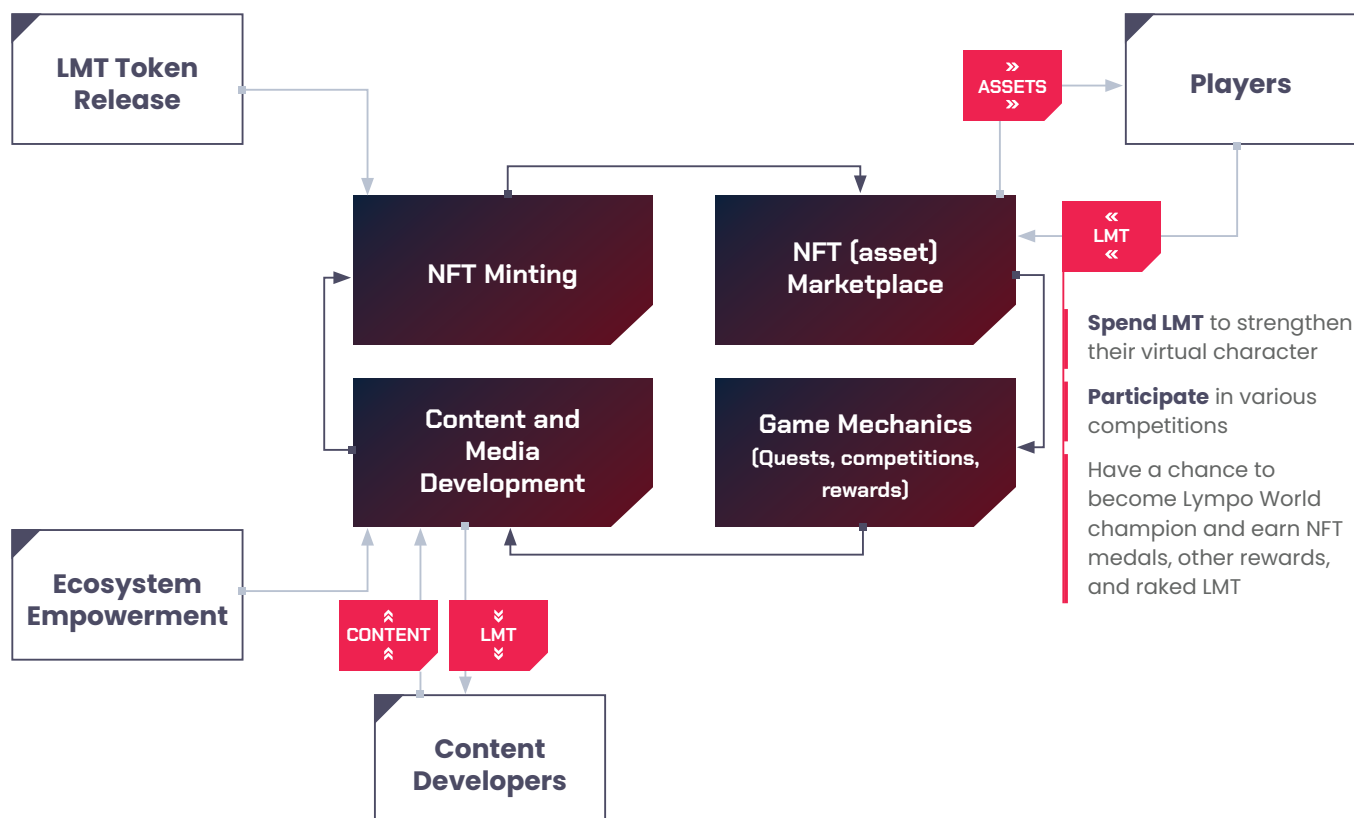 LMT Token
Release
»
ASSETS
»
Players
«
LMT
«
NFT Minting
NFT (asset)
Marketplace
Spend LMT to strengthen
their virtual character
Participate in various
competitions
Have a chance to
become Lympo World
champion and earn NFT
medals, other rewards,
and raked LMT
Content and
Media
Development
Game Mechanics
(Quests, competitions,
rewards)
Ecosystem
Empowerment
CONTENT
LMT
Content
Developers